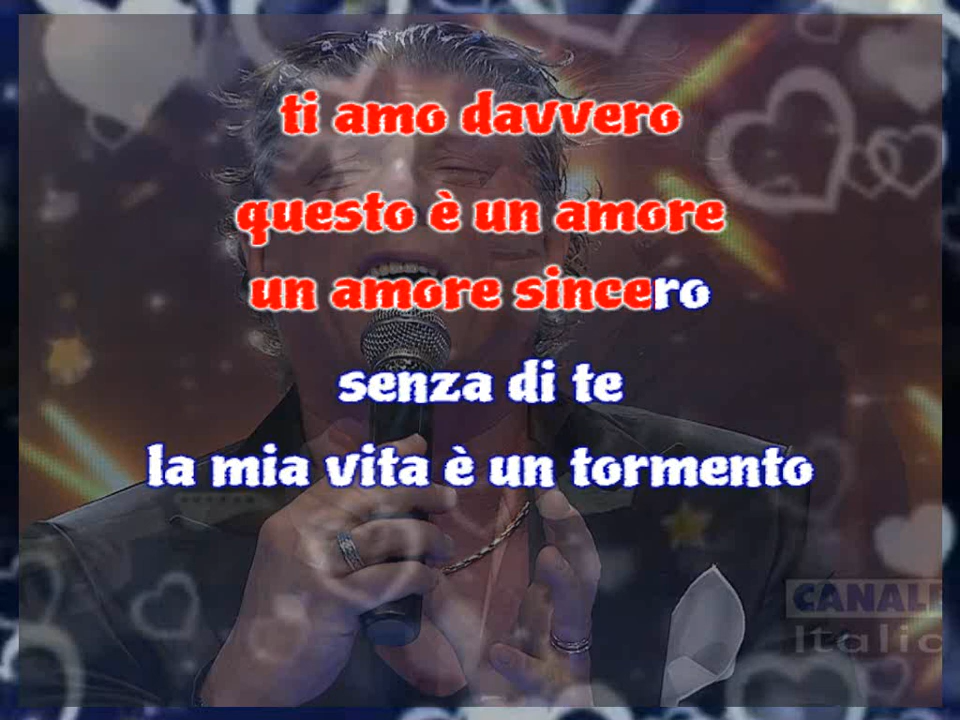 ti amo davvero
questo è un amore
un amore sincero
senza di te
la mia vita è un tormento
CANALE
Italia